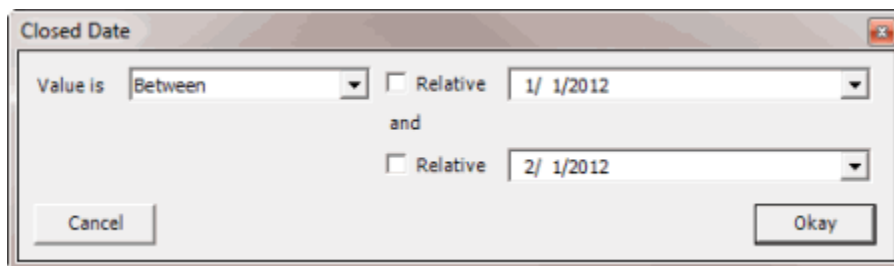 Closed Date
Value is Between Relative 1/ 1/2012
and
Relative 2/ 1/2012
Cancel Okay